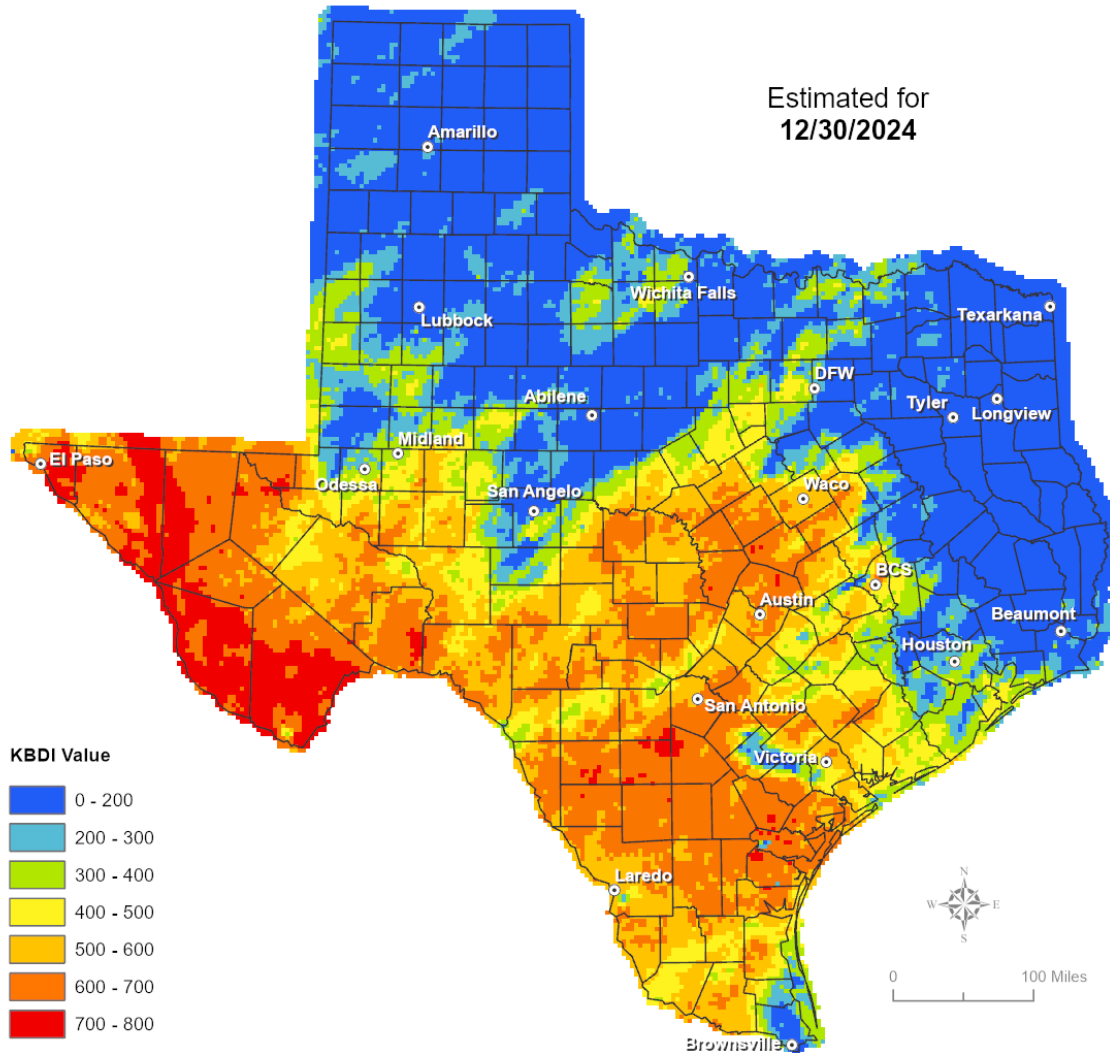 Estimated for
12/30/2024
Amarillo
Wichita Falls
Lubbock
Texarkana
DFW
Abilene
Tyler
Longview
Midland
El Paso
Odessa
San Angelo
Waco
BCS
Austin
Beaumont
Houston
San Antonio
Victoria
Laredo
Brownsville
KBDI Value
0 - 200
200 - 300
300 - 400
400 - 500
500 - 600
600 - 700
700 - 800
N
W E
S
0 100 Miles